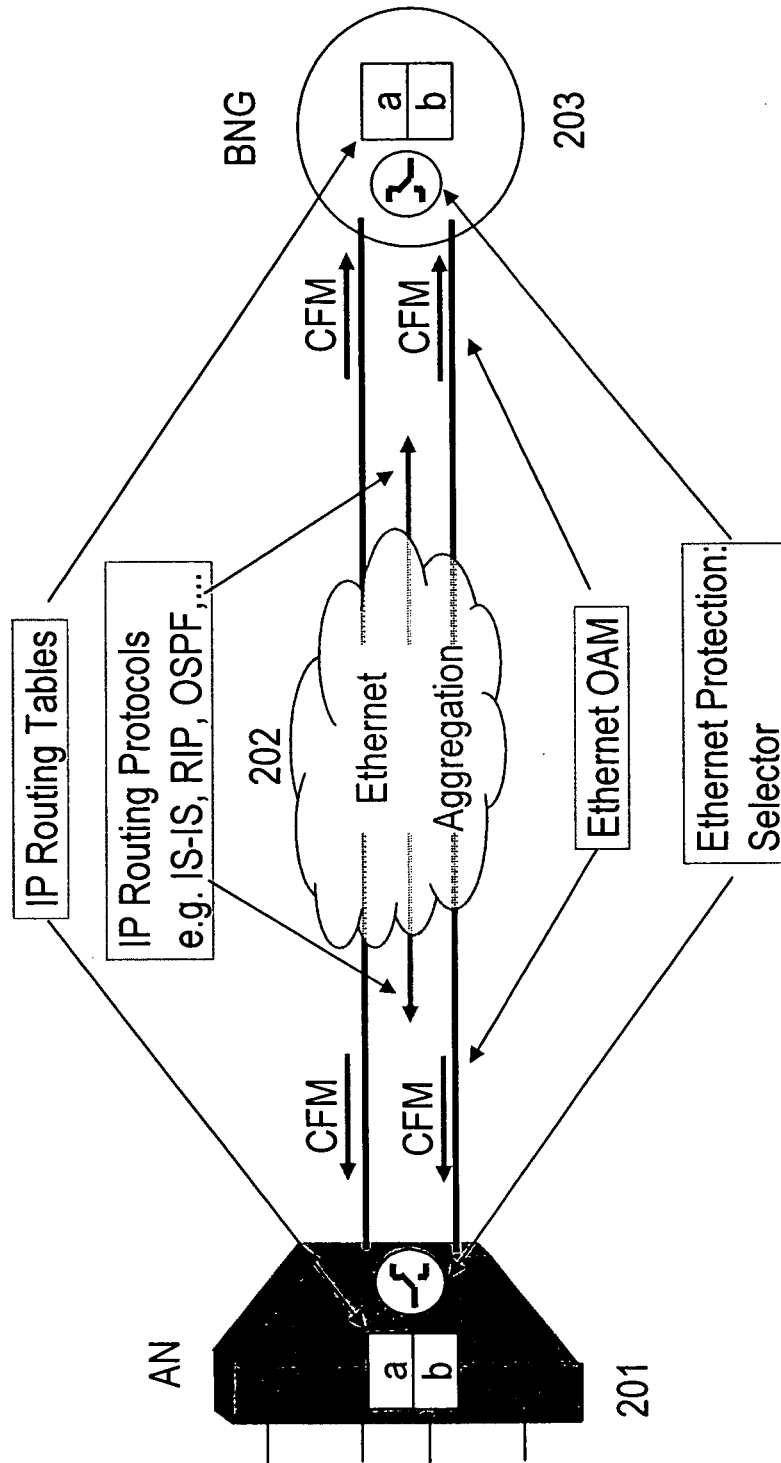 IP Routing Tables
IP Routing Protocols
e.g. IS-IS, RIP, OSPF,...
AN
202
BNG
CFM
CFM
a
b
Ethernet
a
b
Aggregation
CFM
CFM
201
Ethernet OAM
203
Ethernet Protection:
Selector